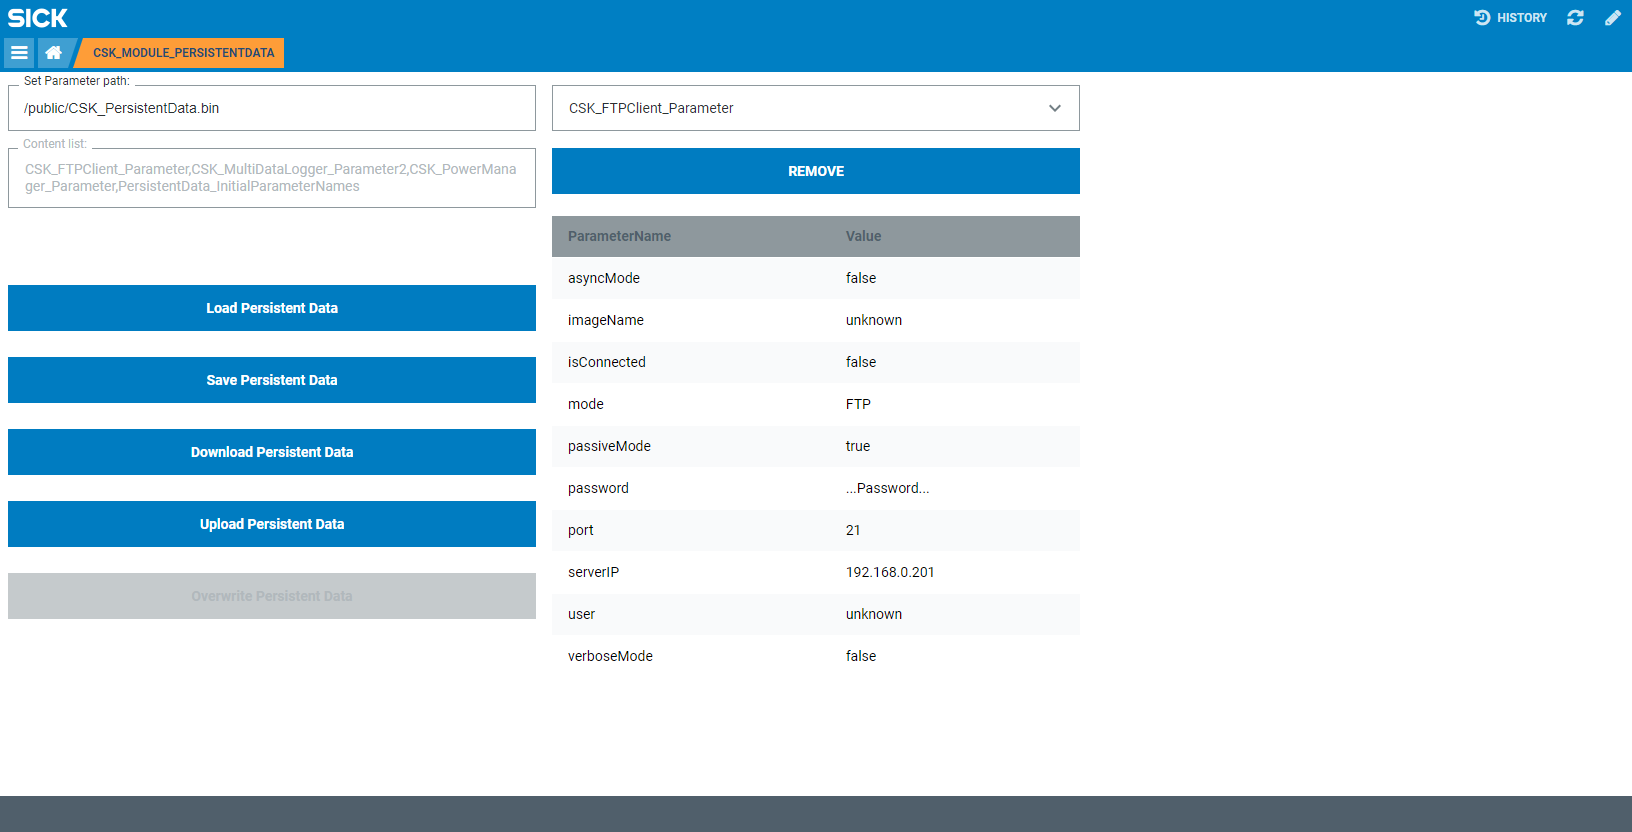 SICK
HISTORY
CSK_MODULE_PERSISTENTDATA
Set Parameter path:
/public/CSK_PersistentData.bin
Content list:
CSK_FTPClient_Parameter,CSK_MultiDataLogger_Parameter2,CSK_PowerMana
ger_Parameter,PersistentData_InitialParameterNames
Load Persistent Data
Save Persistent Data
Download Persistent Data
Upload Persistent Data
Overwrite Persistent Data
CSK_FTPClient_Parameter
REMOVE
ParameterName Value
asyncMode false
imageName unknown
isConnected false
mode FTP
passiveMode true
password ...Password...
port 21
serverIP 192.168.0.201
user unknown
verboseMode false